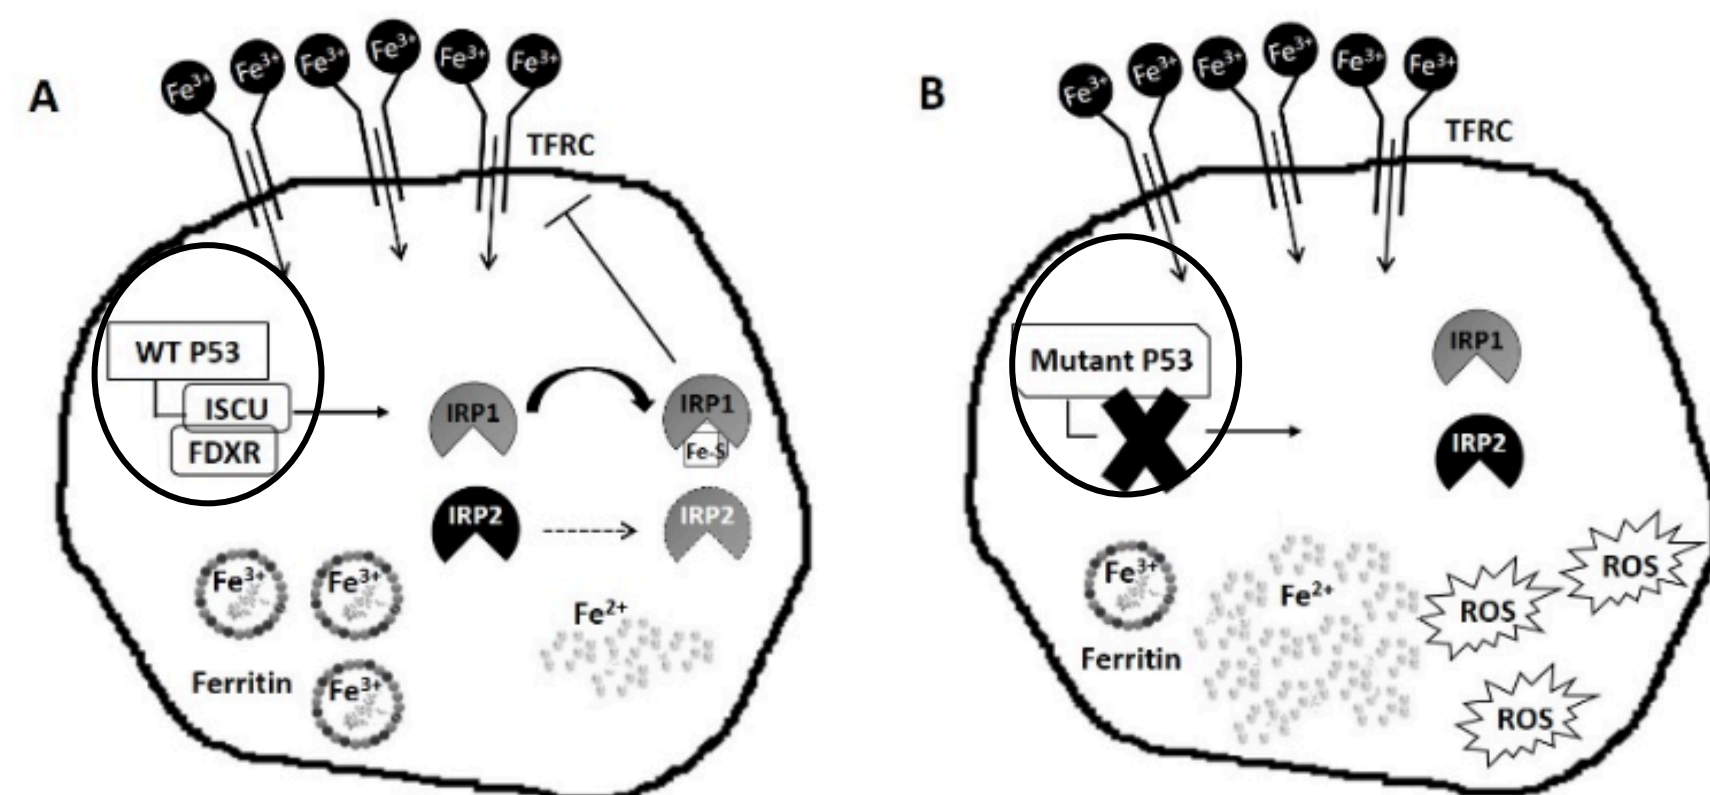 A
Fe3+
Fe3+
Fe3+
Fe3+
Fe3+
Fe3+
TFRC
WT P53
ISCU
FDXR
IRP1
IRP1
Fe-S
IRP2
IRP2
Fe3+
Fe3+
Fe3+
Ferritin
Fe2+
B
Fe3+
Fe3+
Fe3+
Fe3+
Fe3+
Fe3+
TFRC
Mutant P53
IRP1
IRP2
Fe3+
Ferritin
Fe2+
ROS
ROS
ROS